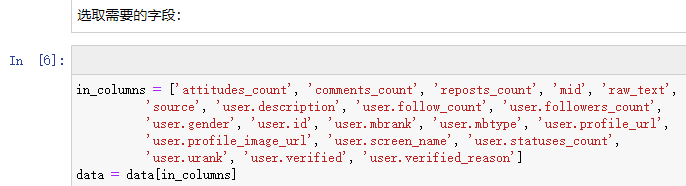 选取需要的字段:
In [6]:
in_columns = ['attitudes_count', 'comments_count', 'reposts_count', 'mid', 'raw_text',
'source', 'user.description', 'user.follow_count', 'user.followers_count',
'user.gender', 'user.id', 'user.mbrank', 'user.mbtype', 'user.profile_url',
'user.profile_image_url', 'user.screen_name', 'user.statuses_count',
'user.urank', 'user.verified', 'user.verified_reason']
data = data[in_columns]